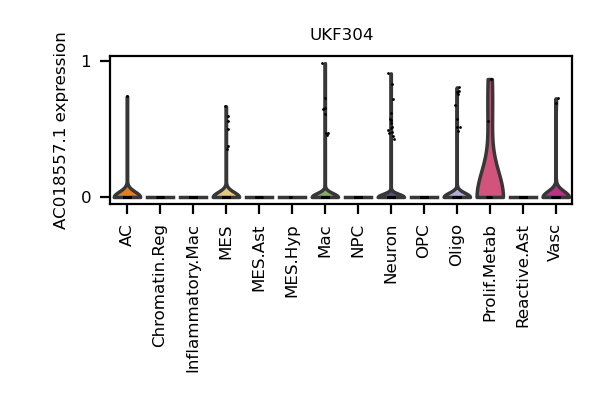 UKF304
AC018557.1 expression
1
0
AC
Chromatin.Reg
Inflammatory.Mac
MES
MES.Ast
MES.Hyp
Mac
NPC
Neuron
OPC
Oligo
Prolif.Metab
Reactive.Ast
Vasc